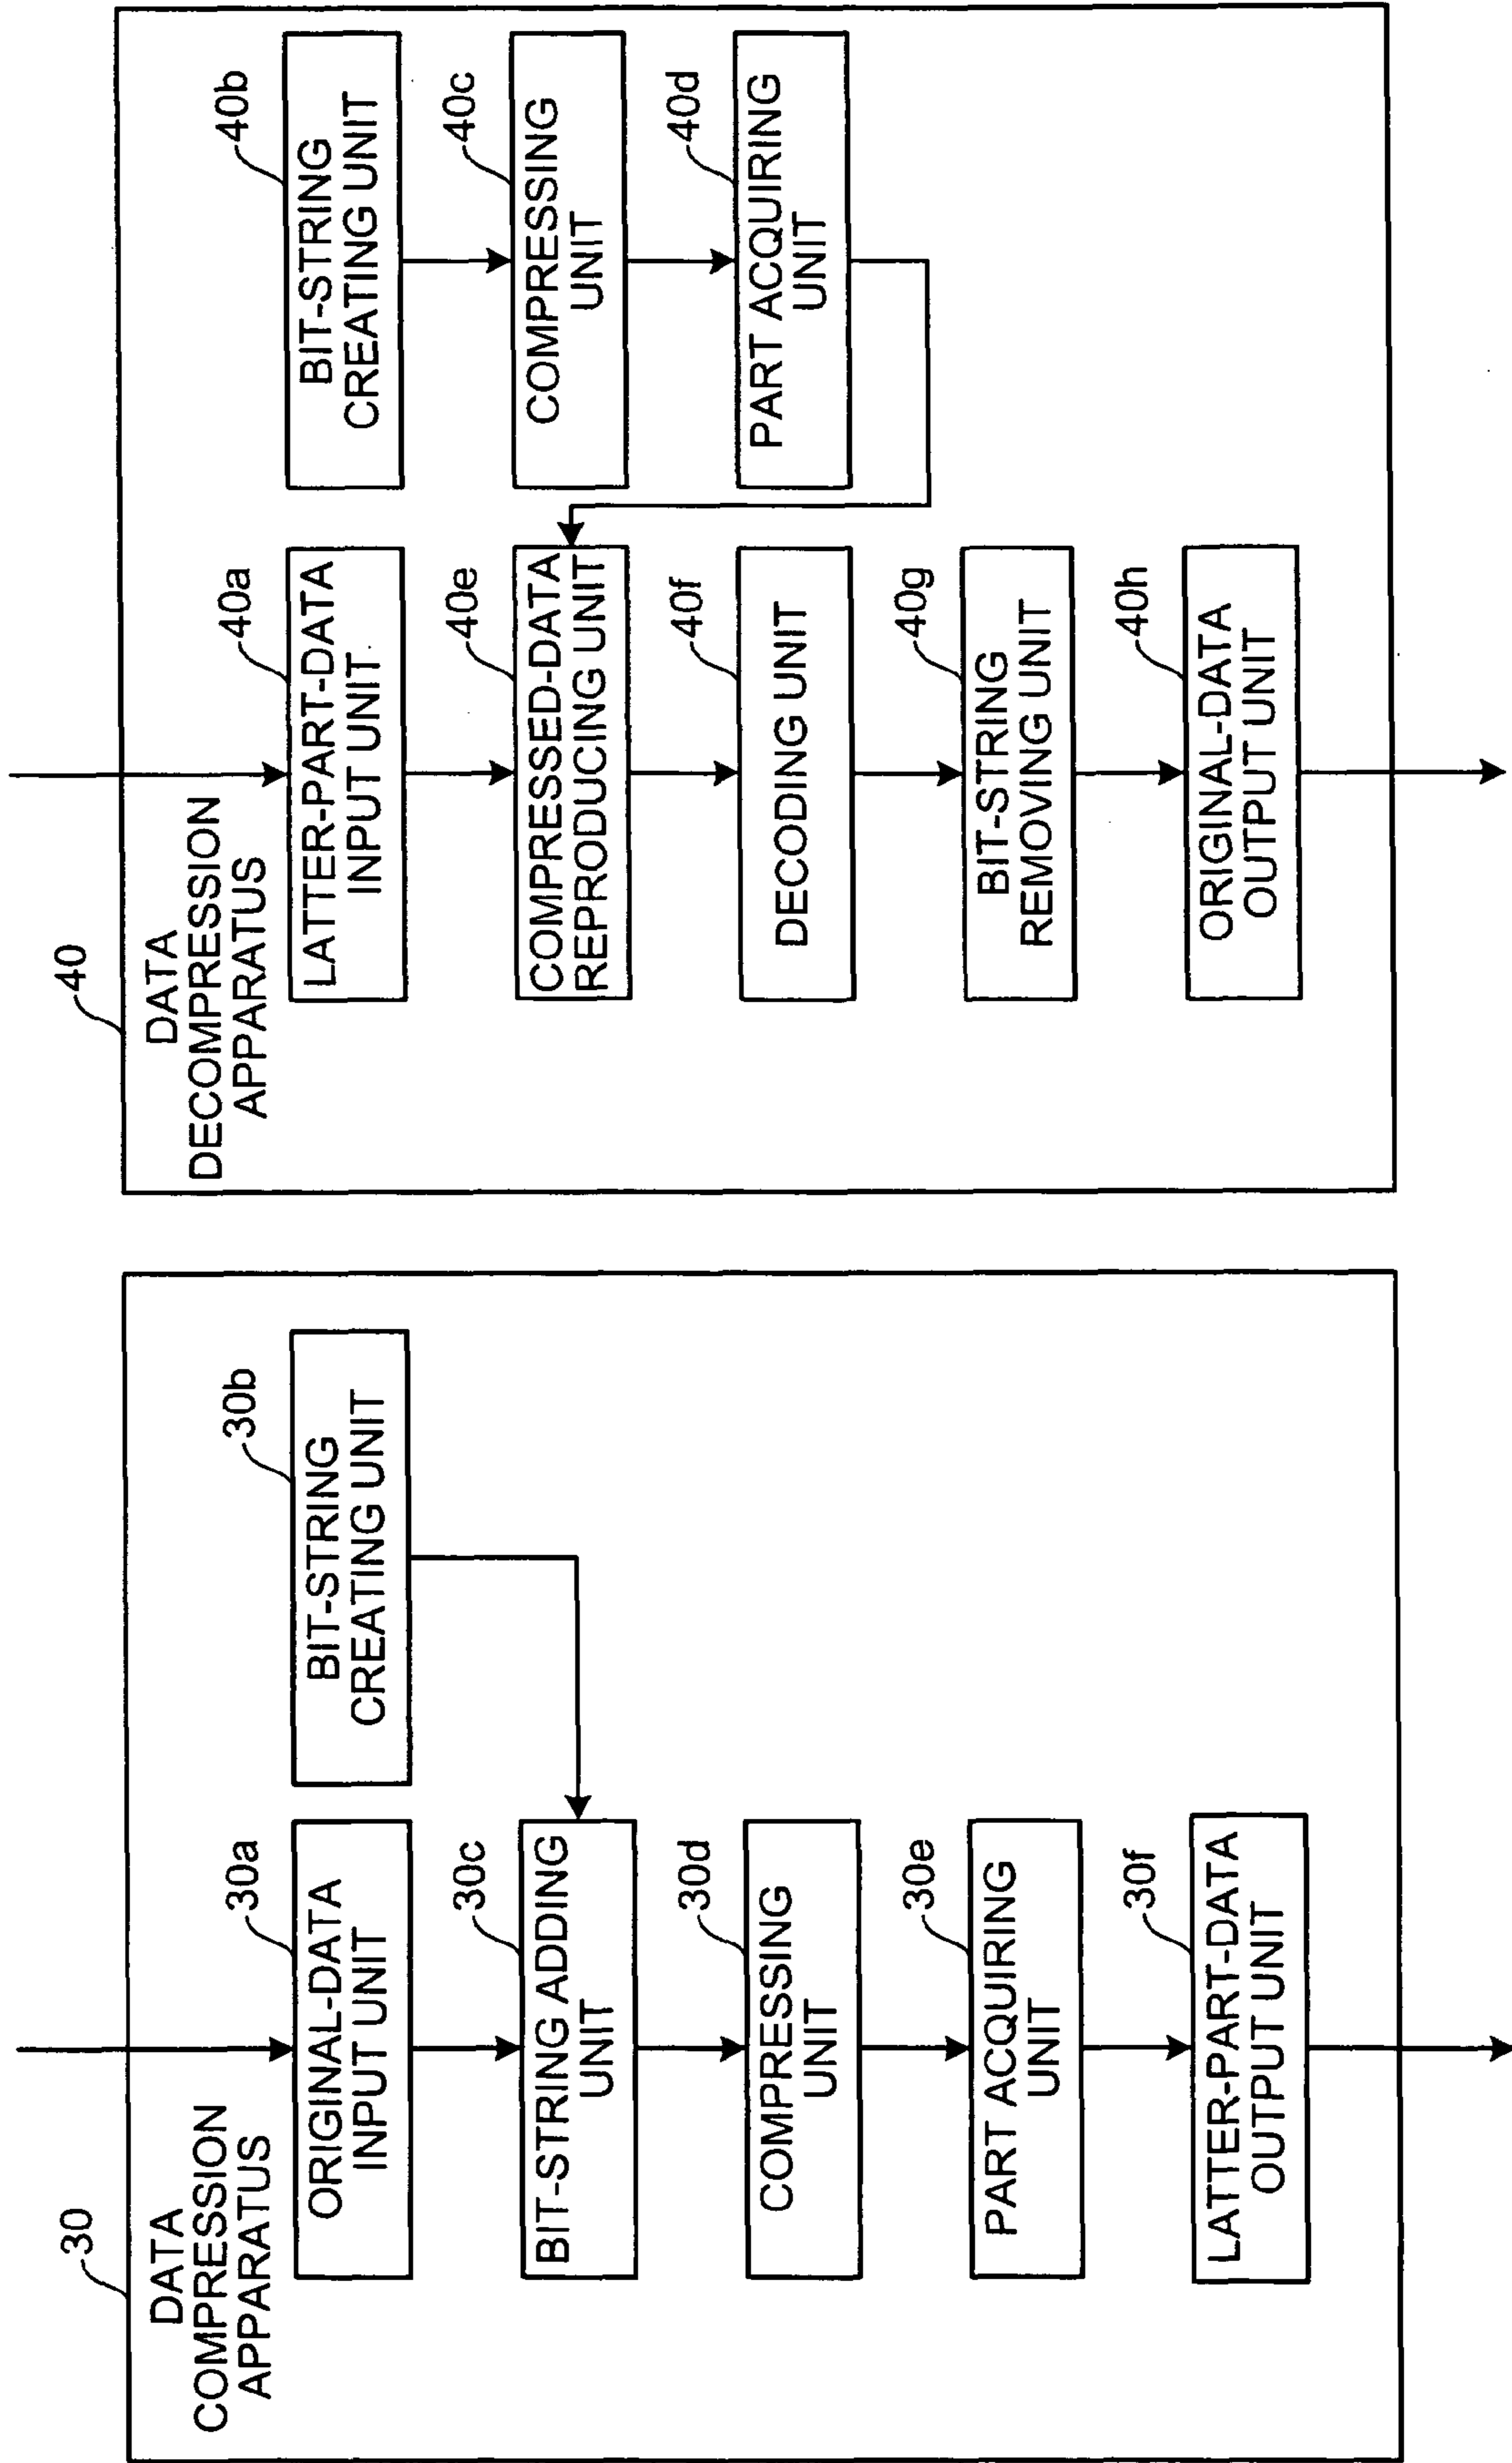 30
DATA
COMPRESSION
APPARATUS
30a
ORIGINAL-DATA
INPUT UNIT
30b
BIT-STRING
CREATING UNIT
30c
BIT-STRING ADDING
UNIT
30d
COMPRESSING
UNIT
30e
PART ACQUIRING
UNIT
30f
LATTER-PART-DATA
OUTPUT UNIT
40
DATA
DECOMPRESSION
APPARATUS
40a
LATTER-PART-DATA
INPUT UNIT
40b
BIT-STRING
CREATING UNIT
40e
COMPRESSED-DATA
REPRODUCING UNIT
40c
COMPRESSING
UNIT
40f
DECODING UNIT
40d
PART ACQUIRING
UNIT
40g
BIT-STRING
REMOVING UNIT
40h
ORIGINAL-DATA
OUTPUT UNIT